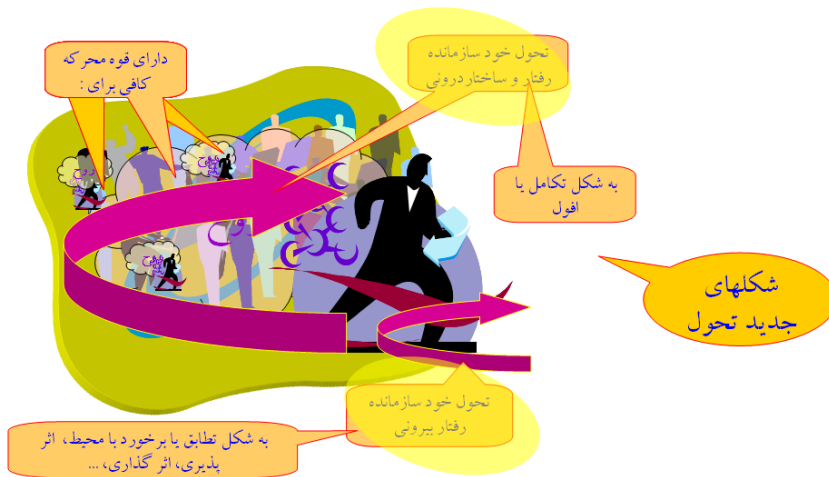 تحول خود سازمانده
رفتار و ساختار درونی
دارای قوه محرکه
کافی برای :
به شکل تکامل یا
افول
شکلهای
جدید تحول
تحول خود سازمانده
رفتار بیرونی
به شکل تطابق یا برخورد با محیط، اثر
پذیری، اثر گذاری، ...